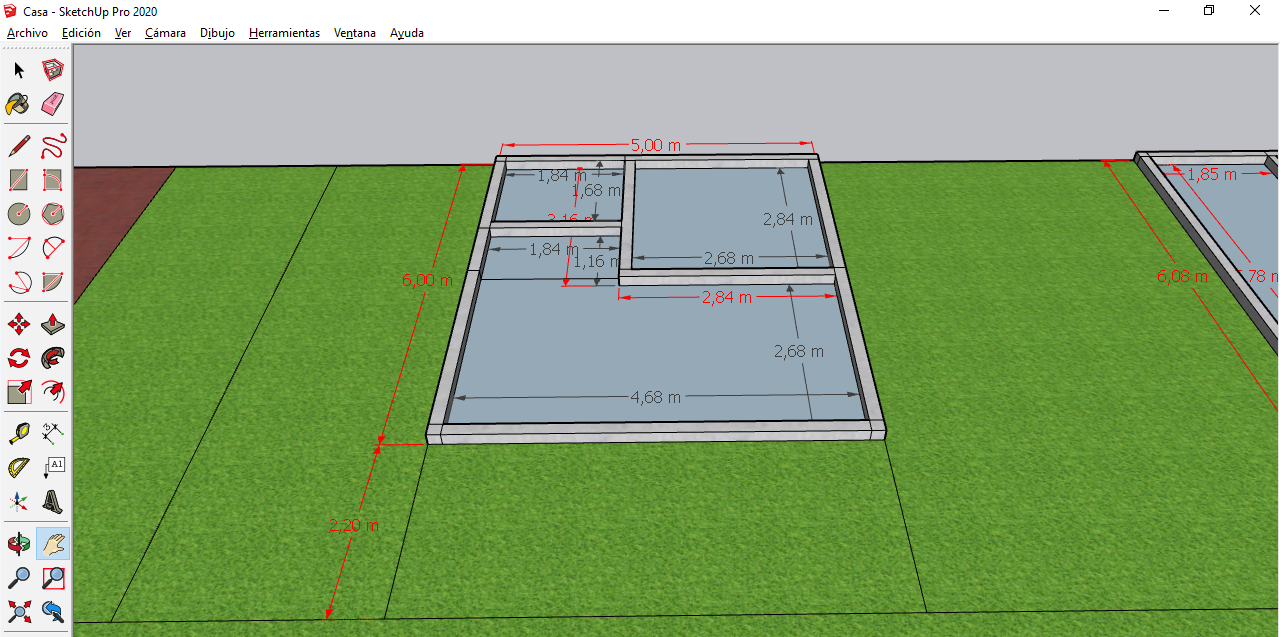 Casa - SketchUp Pro 2020
Archivo Edición Ver Cámara Dibujo Herramientas Ventana Ayuda
5,00 m
1,84 m
1,68 m
1,85 m
3,16 m
2,84 m
1,84 m
1,16 m
2,68 m
6,00 m
6,08 m
78 m
2,84 m
2,68 m
4,68 m
A1
2,20 m